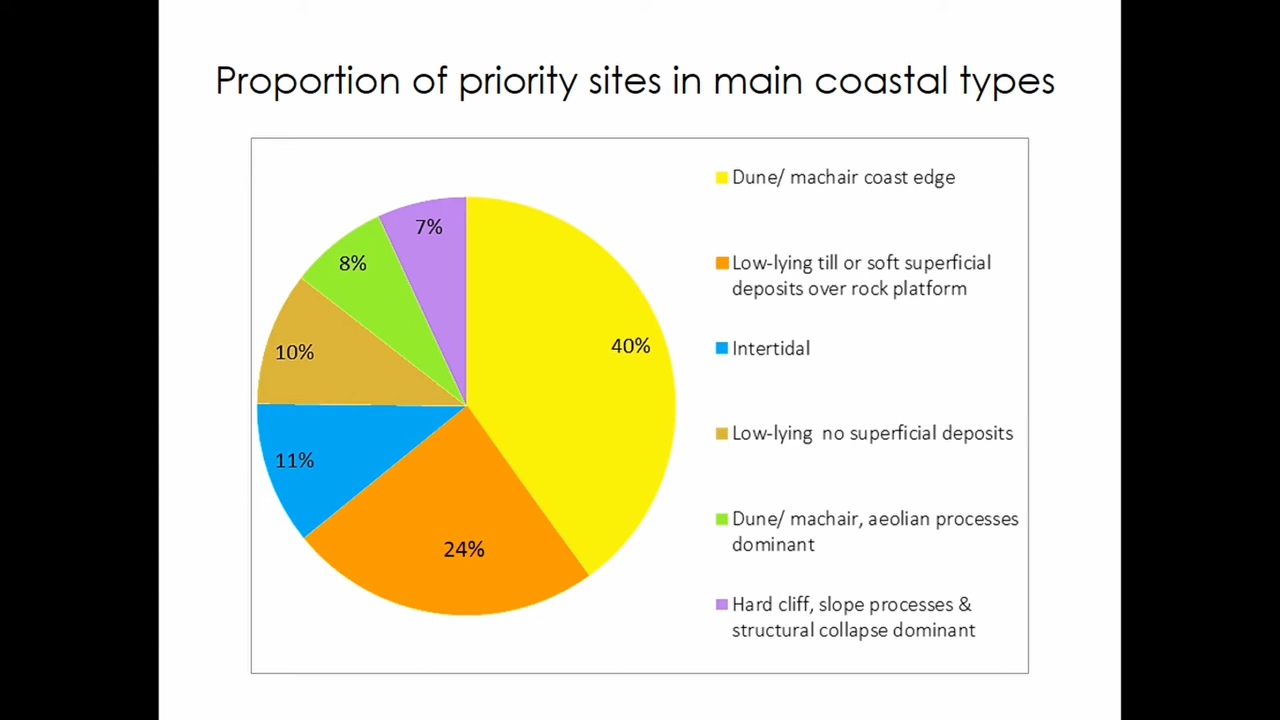 Proportion of priority sites in main coastal types
Dune/ machair coast edge
7%
8%
Low-lying till or soft superficial
deposits over rock platform
40%
Intertidal
10%
Low-lying  no superficial deposits
11%
Dune/ machair, aeolian processes
dominant
24%
Hard cliff, slope processes &
structural collapse dominant